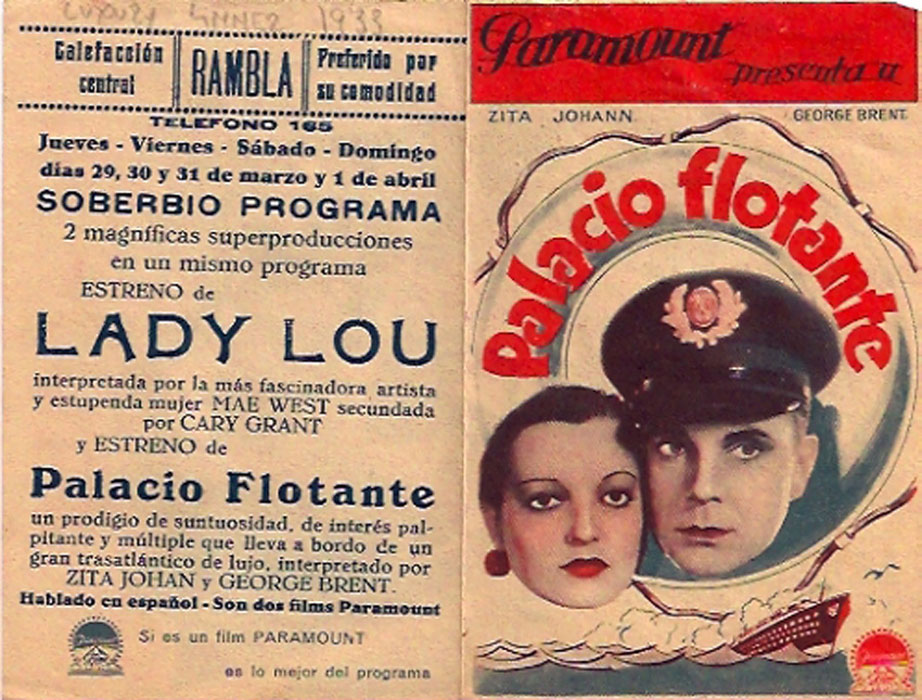 LUXURY LINER 1933
Calefacción
central
RAMBLA
Preferido por
su comodidad
TELEFONO 165
Jueves - Viernes - Sábado - Domingo
dias 29, 30 y 31 de marzo y 1 de abril
SOBERBIO PROGRAMA
2 magníficas superproducciones
en un mismo programa
ESTRENO de
LADY LOU
interpretada por la más fascinadora artista
y estupenda mujer MAE WEST secundada
por CARY GRANT
y ESTRENO de
Palacio Flotante
un prodigio de suntuosidad, de interés pal-
pitante y múltiple que lleva a bordo de un
gran trasatlántico de lujo, interpretado por
ZITA JOHAN y GEORGE BRENT.
Hablado en español - Son dos films Paramount
Si es un film PARAMOUNT
es lo mejor del programa
Paramount
presenta a
ZITA JOHANN
GEORGE BRENT
Palacio flotante